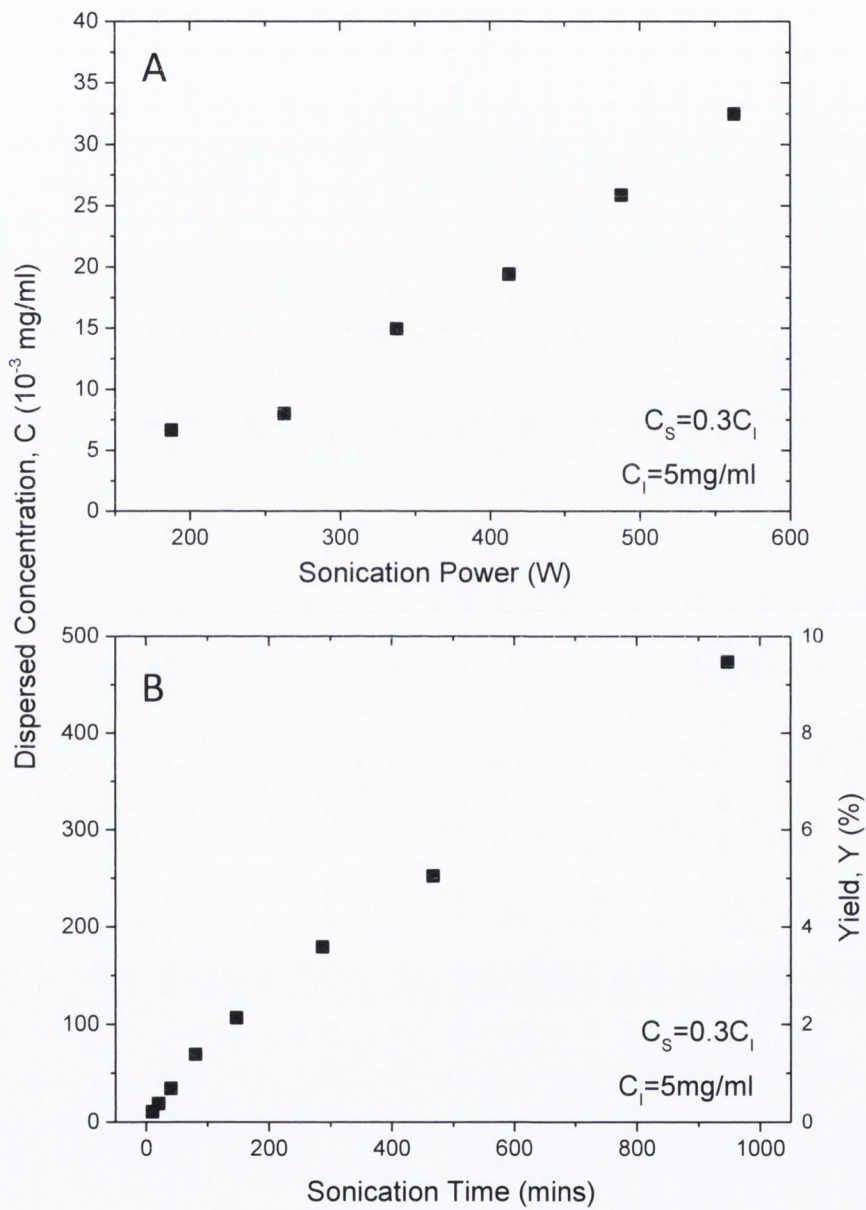 Dispersed Concentration, C (10⁻³ mg/ml)
A
40
35
30
25
20
15
10
5
0
C_S=0.3C_I
C_I=5mg/ml
200 300 400 500 600
Sonication Power (W)
B
500
400
300
200
100
0
10
8
6
4
2
0
Yield, Y (%)
C_S=0.3C_I
C_I=5mg/ml
0 200 400 600 800 1000
Sonication Time (mins)